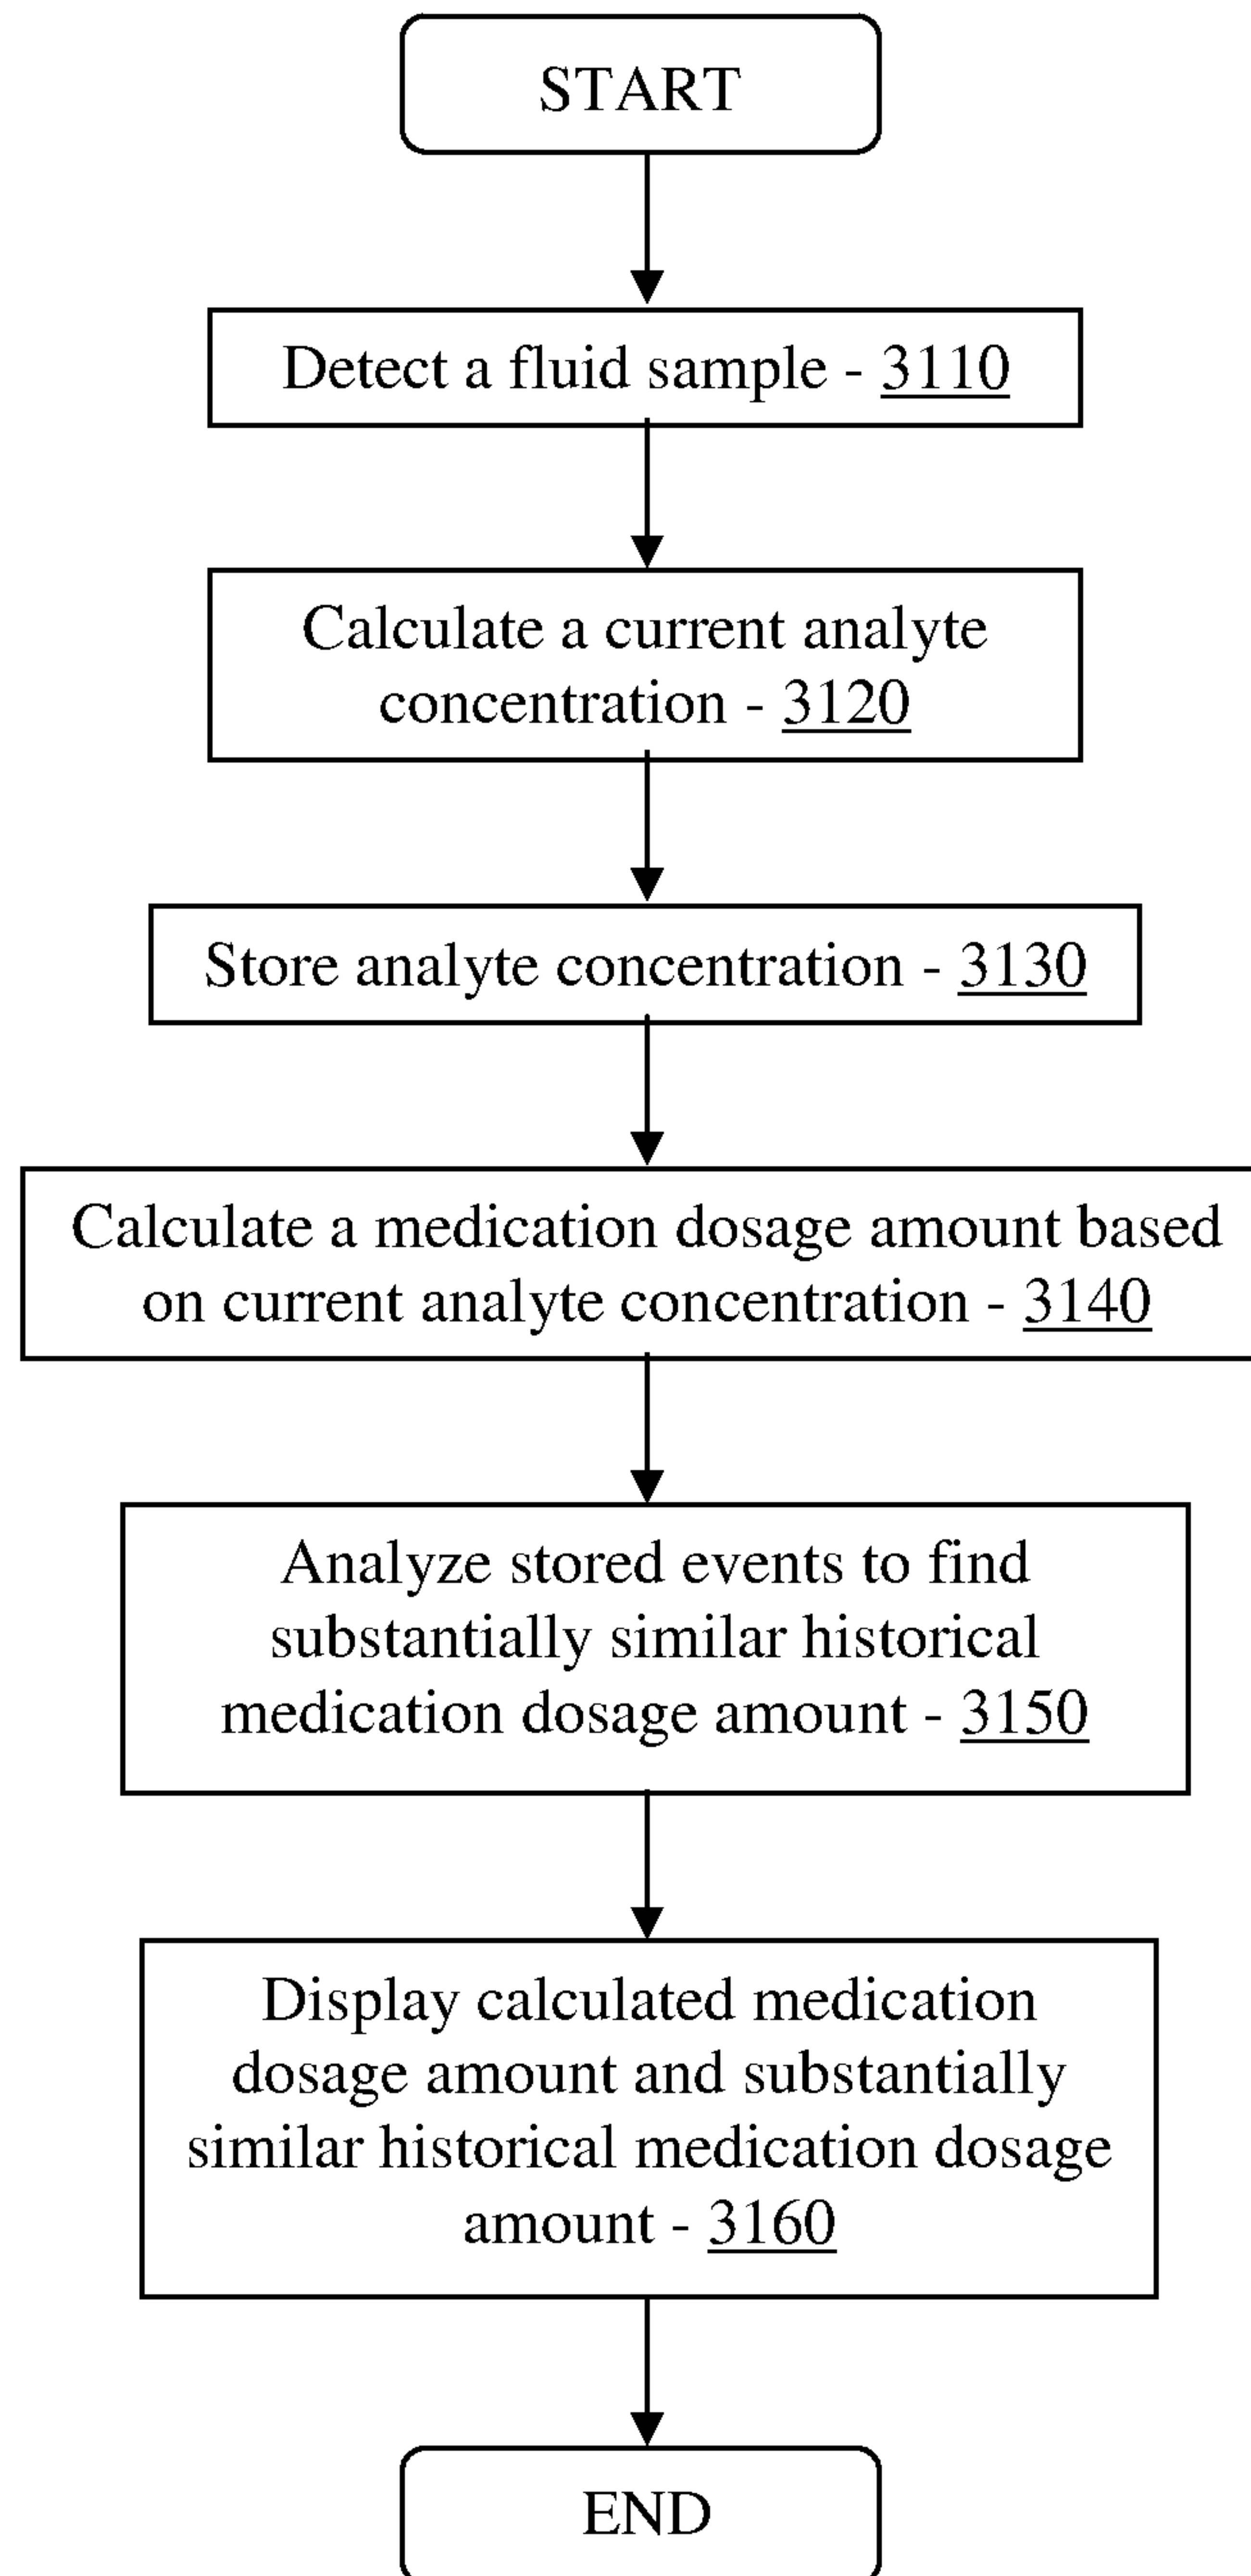 START
Detect a fluid sample - 3110
Calculate a current analyte
concentration - 3120
Store analyte concentration - 3130
Calculate a medication dosage amount based
on current analyte concentration - 3140
Analyze stored events to find
substantially similar historical
medication dosage amount - 3150
Display calculated medication
dosage amount and substantially
similar historical medication dosage
amount - 3160
END